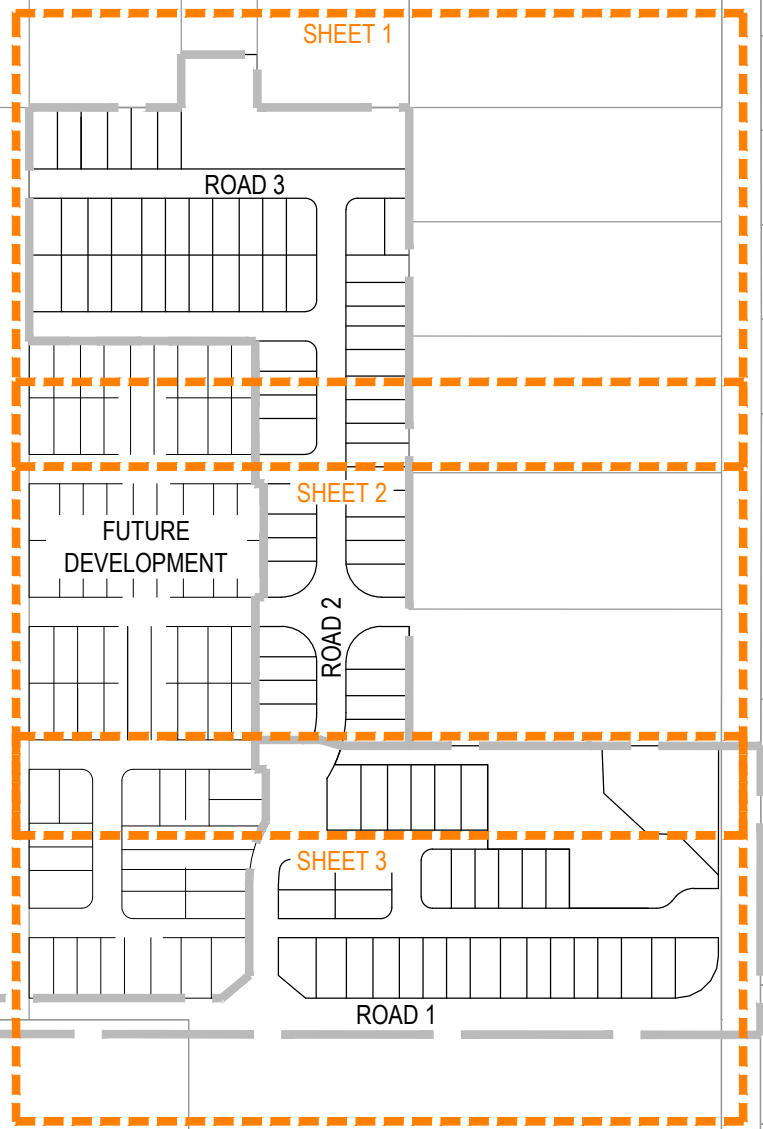 SHEET 1
ROAD 3
SHEET 2
FUTURE
DEVELOPMENT
ROAD 2
SHEET 3
ROAD 1